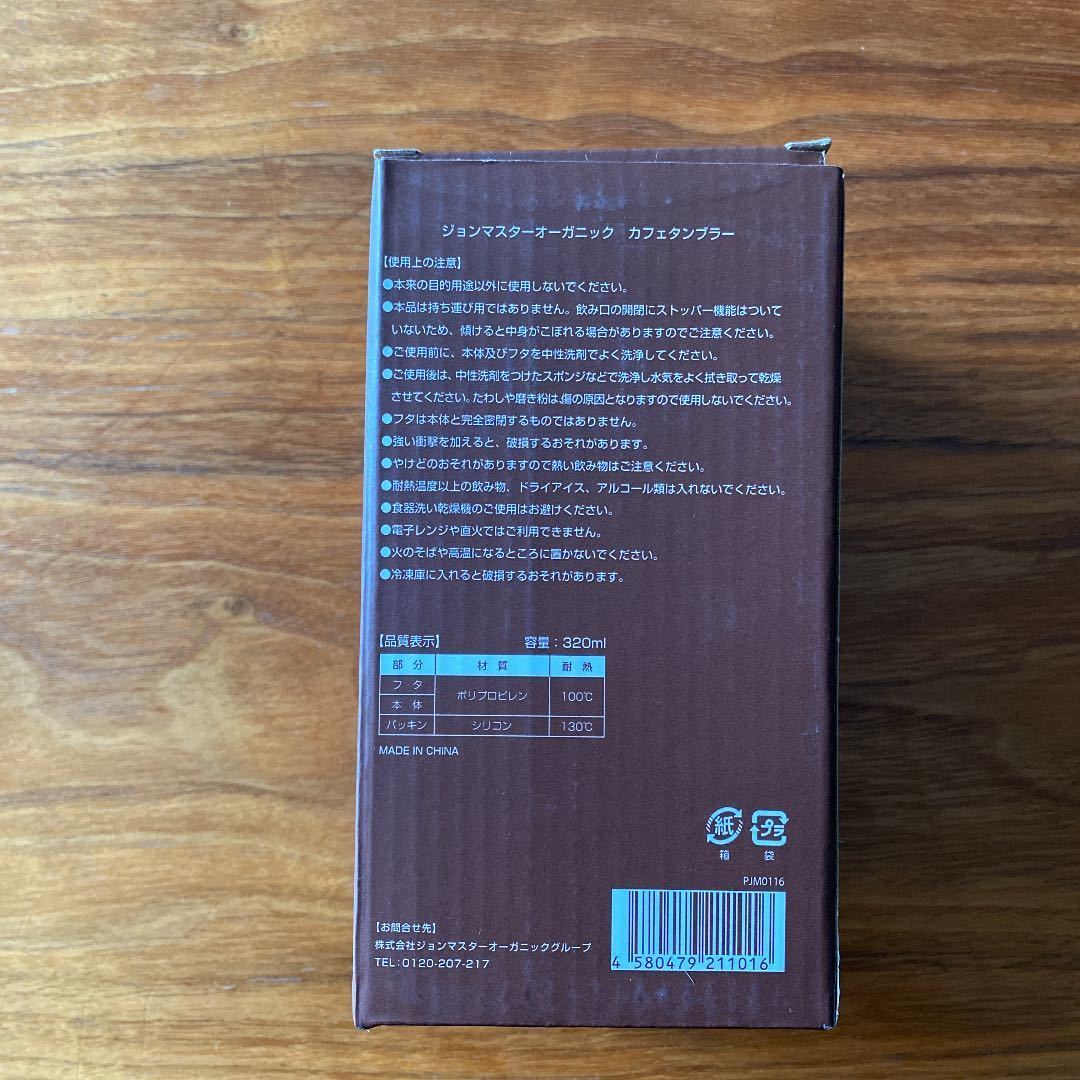 ジョンマスターオーガニック　カフェタンブラー
【使用上の注意】
●本来の目的用途以外に使用しないでください。
●本品は持ち運び用ではありません。飲み口の開閉にストッパー機能はついて
いないため、傾けると中身がこぼれる場合がありますのでご注意ください。
●ご使用前に、本体及びフタを中性洗剤でよく洗浄してください。
●ご使用後は、中性洗剤をつけたスポンジなどで洗浄し水気をよく拭き取って乾燥
させてください。たわしや磨き粉は、傷の原因となりますので使用しないでください。
●フタは本体と完全密閉するものではありません。
●強い衝撃を加えると、破損するおそれがあります。
●やけどのおそれがありますので熱い飲み物はご注意ください。
●耐熱温度以上の飲み物、ドライアイス、アルコール類は入れないでください。
●食器洗い乾燥機のご使用はお避けください。
●電子レンジや直火ではご利用できません。
●火のそばや高温になるところに置かないでください。
●冷凍庫に入れると破損するおそれがあります。
【品質表示】 容量：320ml
部分 材質 耐熱
フタ
本体 ポリプロピレン 100℃
パッキン シリコン 130℃
MADE IN CHINA
紙 プラ
箱 袋
PJM0116
4 580479 211016
【お問合せ先】
株式会社ジョンマスターオーガニックグループ
TEL：0120-207-217